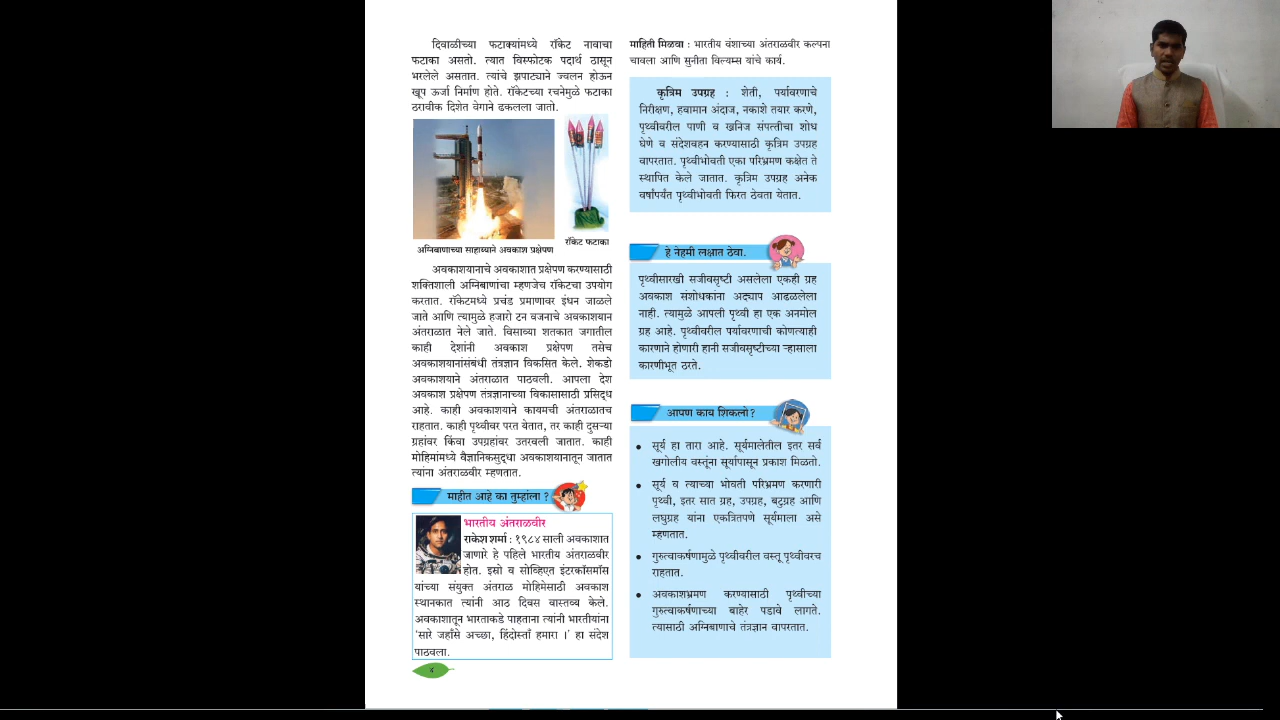 दिवाळीच्या फटाक्यांमध्ये रॉकेट नावाचा
फटाका असतो. त्यात विस्फोटक पदार्थ ठासून
भरलेले असतात. त्यांचे झपाट्याने ज्वलन होऊन
खूप ऊर्जा निर्माण होते. रॉकेटच्या रचनेमुळे फटाका
ठरावीक दिशेत वेगाने ढकलला जातो.
अग्निबाणाच्या साहाय्याने अवकाश प्रक्षेपण
रॉकेट फटाका
अवकाशयानाचे अवकाशात प्रक्षेपण करण्यासाठी
शक्तिशाली अग्निबाणांचा म्हणजेच रॉकेटचा उपयोग
करतात. रॉकेटमध्ये प्रचंड प्रमाणावर इंधन जाळले
जाते आणि त्यामुळे हजारो टन वजनाचे अवकाशयान
अंतराळात नेले जाते. विसाव्या शतकात जगातील
काही देशांनी अवकाश प्रक्षेपण तसेच
अवकाशयानांसंबंधी तंत्रज्ञान विकसित केले. शेकडो
अवकाशयाने अंतराळात पाठवली. आपला देश
अवकाश प्रक्षेपण तंत्रज्ञानाच्या विकासासाठी प्रसिद्ध
आहे. काही अवकाशयाने कायमची अंतराळातच
राहतात. काही पृथ्वीवर परत येतात, तर काही दुसऱ्या
ग्रहांवर किंवा उपग्रहांवर उतरवली जातात. काही
मोहिमांमध्ये वैज्ञानिकसुद्धा अवकाशयानातून जातात
त्यांना अंतराळवीर म्हणतात.
माहीत आहे का तुम्हांला ?
भारतीय अंतराळवीर
राकेश शर्मा : १९८४ साली अवकाशात
जाणारे हे पहिले भारतीय अंतराळवीर
होत. इस्रो व सोव्हिएत इंटरकॉसमॉस
यांच्या संयुक्त अंतराळ मोहिमेसाठी अवकाश
स्थानकात त्यांनी आठ दिवस वास्तव्य केले.
अवकाशातून भारताकडे पाहताना त्यांनी भारतीयांना
‘सारे जहाँसे अच्छा, हिंदोस्ताँ हमारा ।’ हा संदेश
पाठवला.
४
माहिती मिळवा : भारतीय वंशाच्या अंतराळवीर कल्पना
चावला आणि सुनीता विल्यम्स यांचे कार्य.
कृत्रिम उपग्रह : शेती, पर्यावरणाचे
निरीक्षण, हवामान अंदाज, नकाशे तयार करणे,
पृथ्वीवरील पाणी व खनिज संपत्तीचा शोध
घेणे व संदेशवहन करण्यासाठी कृत्रिम उपग्रह
वापरतात. पृथ्वीभोवती एका परिभ्रमण कक्षेत ते
स्थापित केले जातात. कृत्रिम उपग्रह अनेक
वर्षांपर्यंत पृथ्वीभोवती फिरत ठेवता येतात.
हे नेहमी लक्षात ठेवा.
पृथ्वीसारखी सजीवसृष्टी असलेला एकही ग्रह
अवकाश संशोधकांना अद्याप आढळलेला
नाही. त्यामुळे आपली पृथ्वी हा एक अनमोल
ग्रह आहे. पृथ्वीवरील पर्यावरणाची कोणत्याही
कारणाने होणारी हानी सजीवसृष्टीच्या ऱ्हासाला
कारणीभूत ठरते.
आपण काय शिकलो?
• सूर्य हा तारा आहे. सूर्यमालेतील इतर सर्व
खगोलीय वस्तूंना सूर्यापासून प्रकाश मिळतो.
• सूर्य व त्याच्या भोवती परिभ्रमण करणारी
पृथ्वी, इतर सात ग्रह, उपग्रह, बटुग्रह आणि
लघुग्रह यांना एकत्रितपणे सूर्यमाला असे
म्हणतात.
• गुरुत्वाकर्षणामुळे पृथ्वीवरील वस्तू पृथ्वीवरच
राहतात.
• अवकाशभ्रमण करण्यासाठी पृथ्वीच्या
गुरुत्वाकर्षणाच्या बाहेर पडावे लागते.
त्यासाठी अग्निबाणाचे तंत्रज्ञान वापरतात.